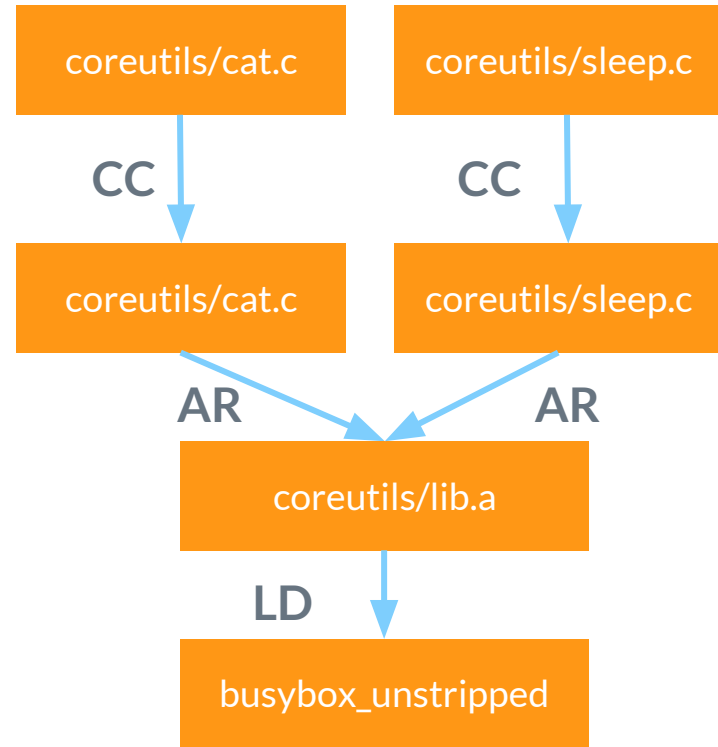 coreutils/cat.c
coreutils/sleep.c
CC
CC
coreutils/cat.c
coreutils/sleep.c
AR
AR
coreutils/lib.a
LD
busybox_unstripped